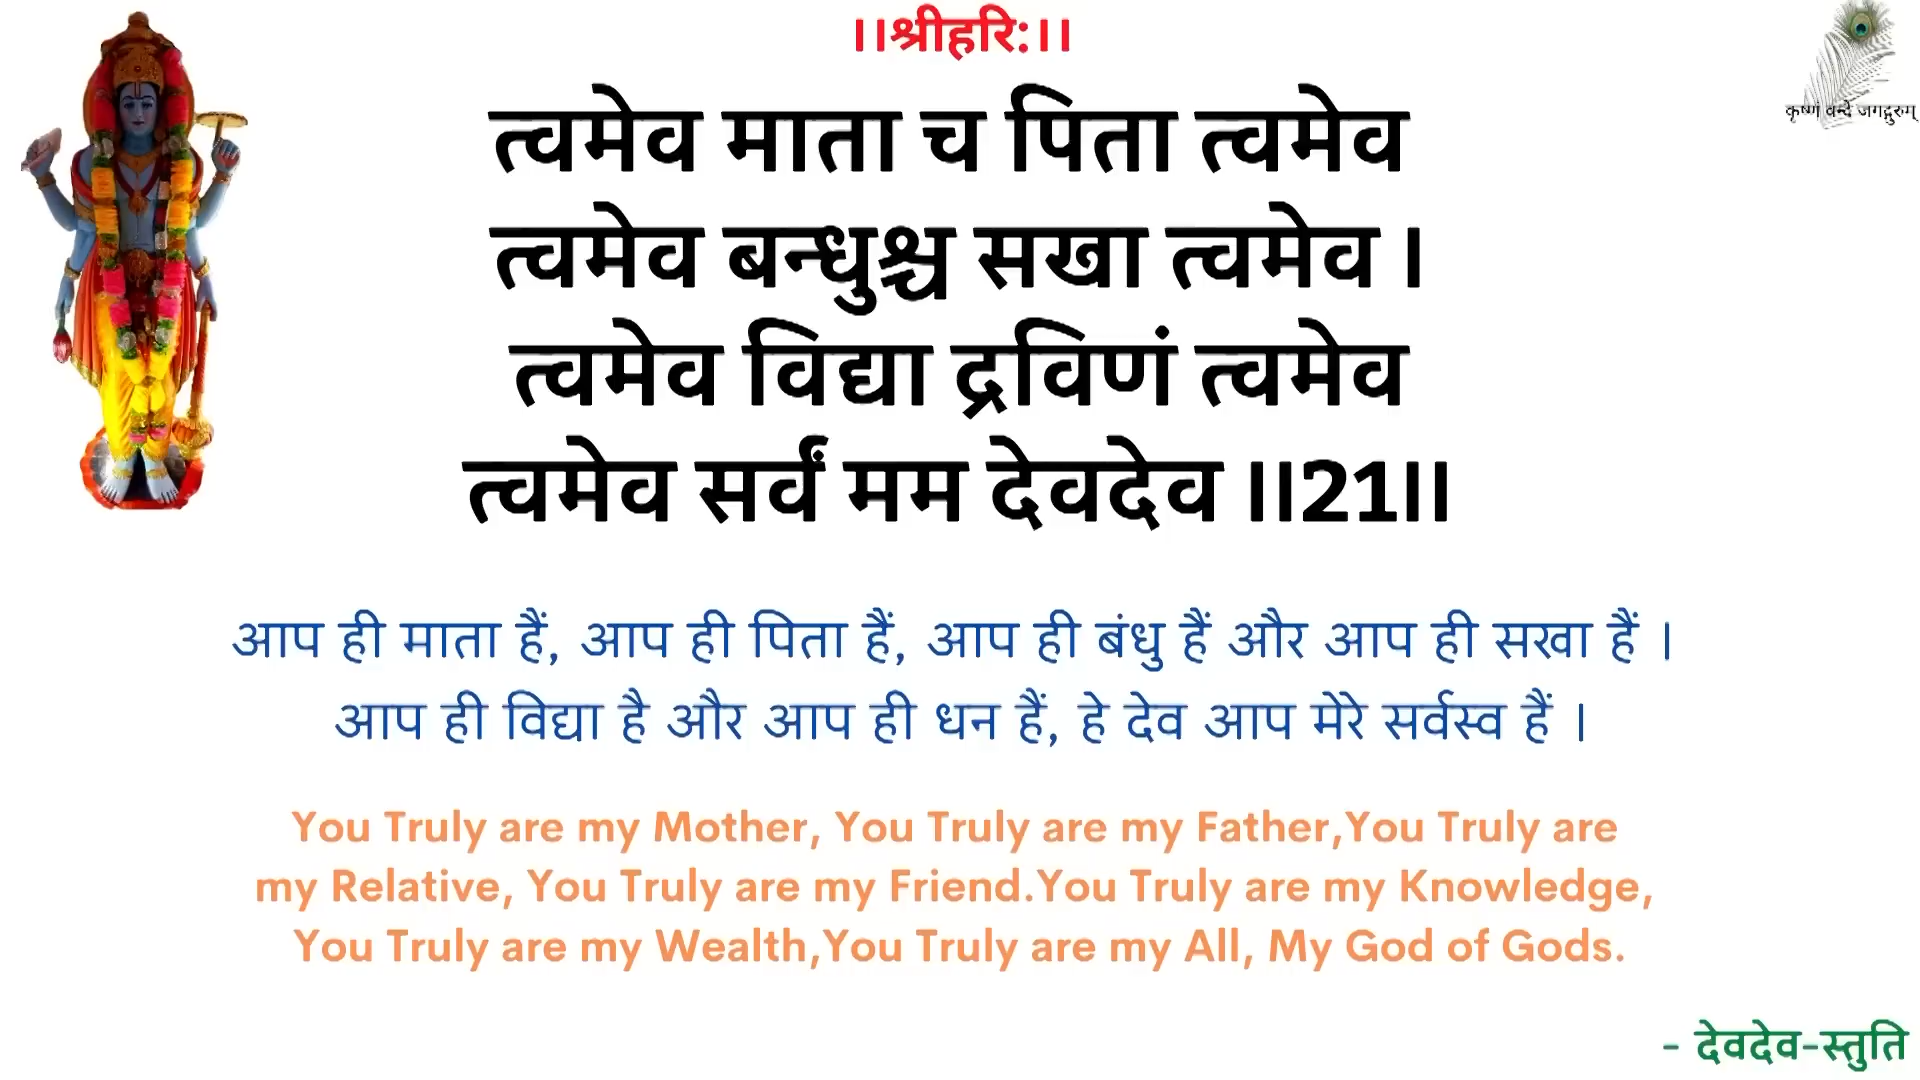 ।।श्रीहरि:।।
कृष्णं वन्दे जगद्गुरुम्
त्वमेव माता च पिता त्वमेव
त्वमेव बन्धुश्च सखा त्वमेव ।
त्वमेव विद्या द्रविणं त्वमेव
त्वमेव सर्वं मम देवदेव ।।21।।
आप ही माता हैं, आप ही पिता हैं, आप ही बंधु हैं और आप ही सखा हैं ।
आप ही विद्या है और आप ही धन हैं, हे देव आप मेरे सर्वस्व हैं ।
You Truly are my Mother, You Truly are my Father,You Truly are
my Relative, You Truly are my Friend.You Truly are my Knowledge,
You Truly are my Wealth,You Truly are my All, My God of Gods.
- देवदेव-स्तुति